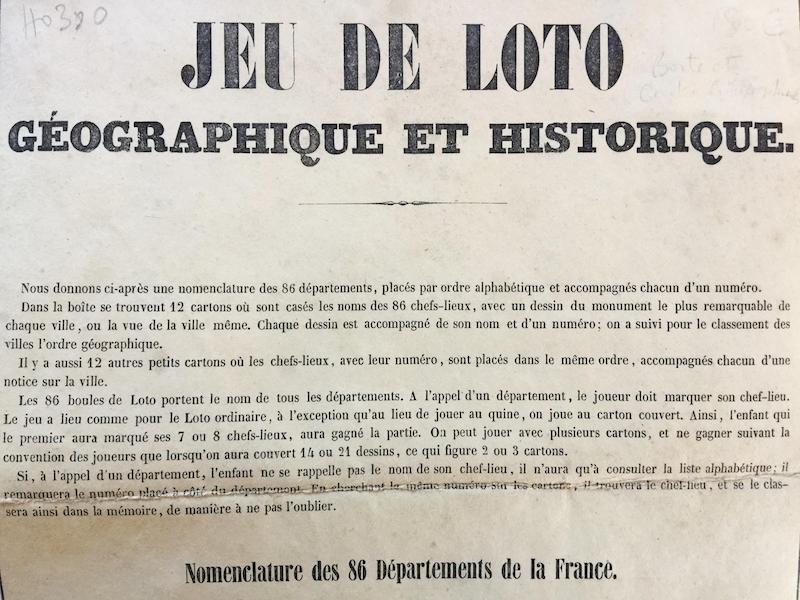 Ho380
JEU DE LOTO
GÉOGRAPHIQUE ET HISTORIQUE.
Nous donnons ci-après une nomenclature des 86 départements, placés par ordre alphabétique et accompagnés chacun d'un numéro.
Dans la boîte se trouvent 12 cartons où sont casés les noms des 86 chefs-lieux, avec un dessin du monument le plus remarquable de
chaque ville, ou la vue de la ville même. Chaque dessin est accompagné de son nom et d'un numéro; on a suivi pour le classement des
villes l'ordre géographique.
Il y a aussi 12 autres petits cartons où les chefs-lieux, avec leur numéro, sont placés dans le même ordre, accompagnés chacun d'une
notice sur la ville.
Les 86 boules de Loto portent le nom de tous les départements. A l'appel d'un département, le joueur doit marquer son chef-lieu.
Le jeu a lieu comme pour le Loto ordinaire, à l'exception qu'au lieu de jouer au quine, on joue au carton couvert. Ainsi, l'enfant qui
le premier aura marqué ses 7 ou 8 chefs-lieux, aura gagné la partie. On peut jouer avec plusieurs cartons, et ne gagner suivant la
convention des joueurs que lorsqu'on aura couvert 14 ou 21 dessins, ce qui figure 2 ou 3 cartons.
Si, à l'appel d'un département, l'enfant ne se rappelle pas le nom de son chef-lieu, il n'aura qu'à consulter la liste alphabétique; il
remarquera le numéro placé à côté du département. En cherchant le même numéro sur les cartons, il trouvera le chef-lieu, et se clas-
sera ainsi dans la mémoire, de manière à ne pas l'oublier.
Nomenclature des 86 Départements de la France.